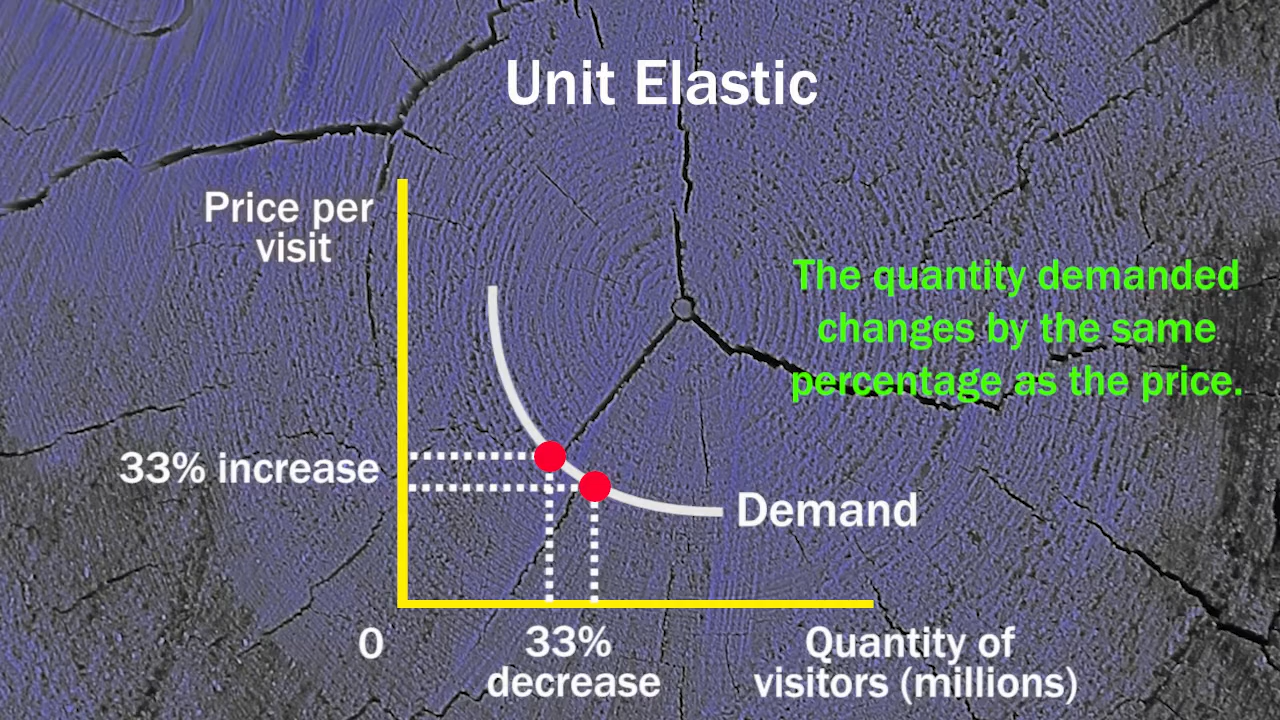 Unit Elastic
Price per
visit
The quantity demanded
changes by the same
percentage as the price.
33% increase
Demand
0
33%
decrease
Quantity of
visitors (millions)